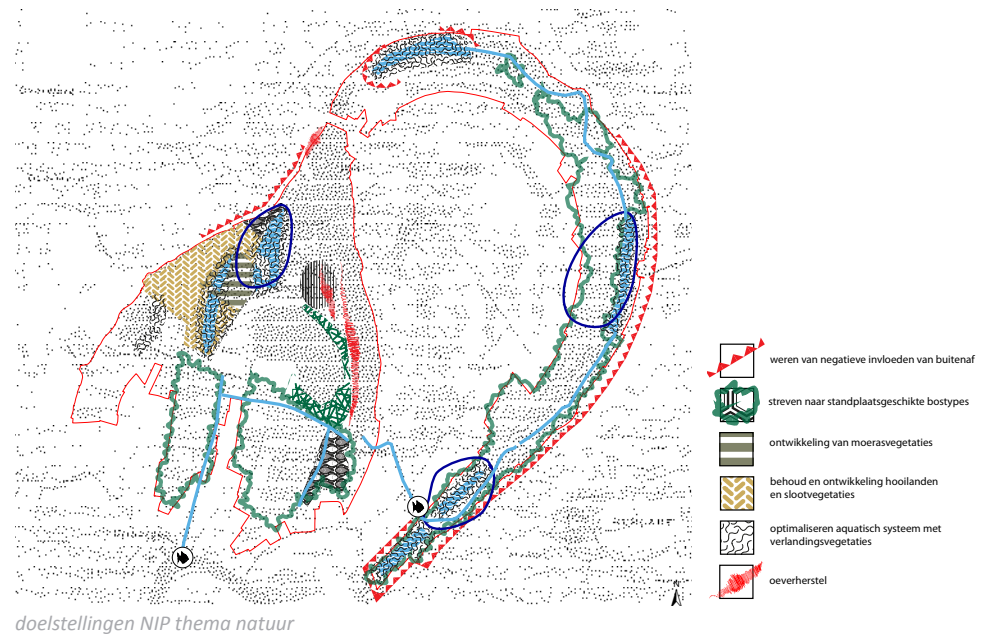 weren van negatieve invloeden van buitenaf
streven naar standplaatsgeschikte bostypes
ontwikkeling van moerasvegetaties
behoud en ontwikkeling hooilanden
en slootvegetaties
optimaliseren aquatisch systeem met
verlandingsvegetaties
oeverherstel
N
doelstellingen NIP thema natuur